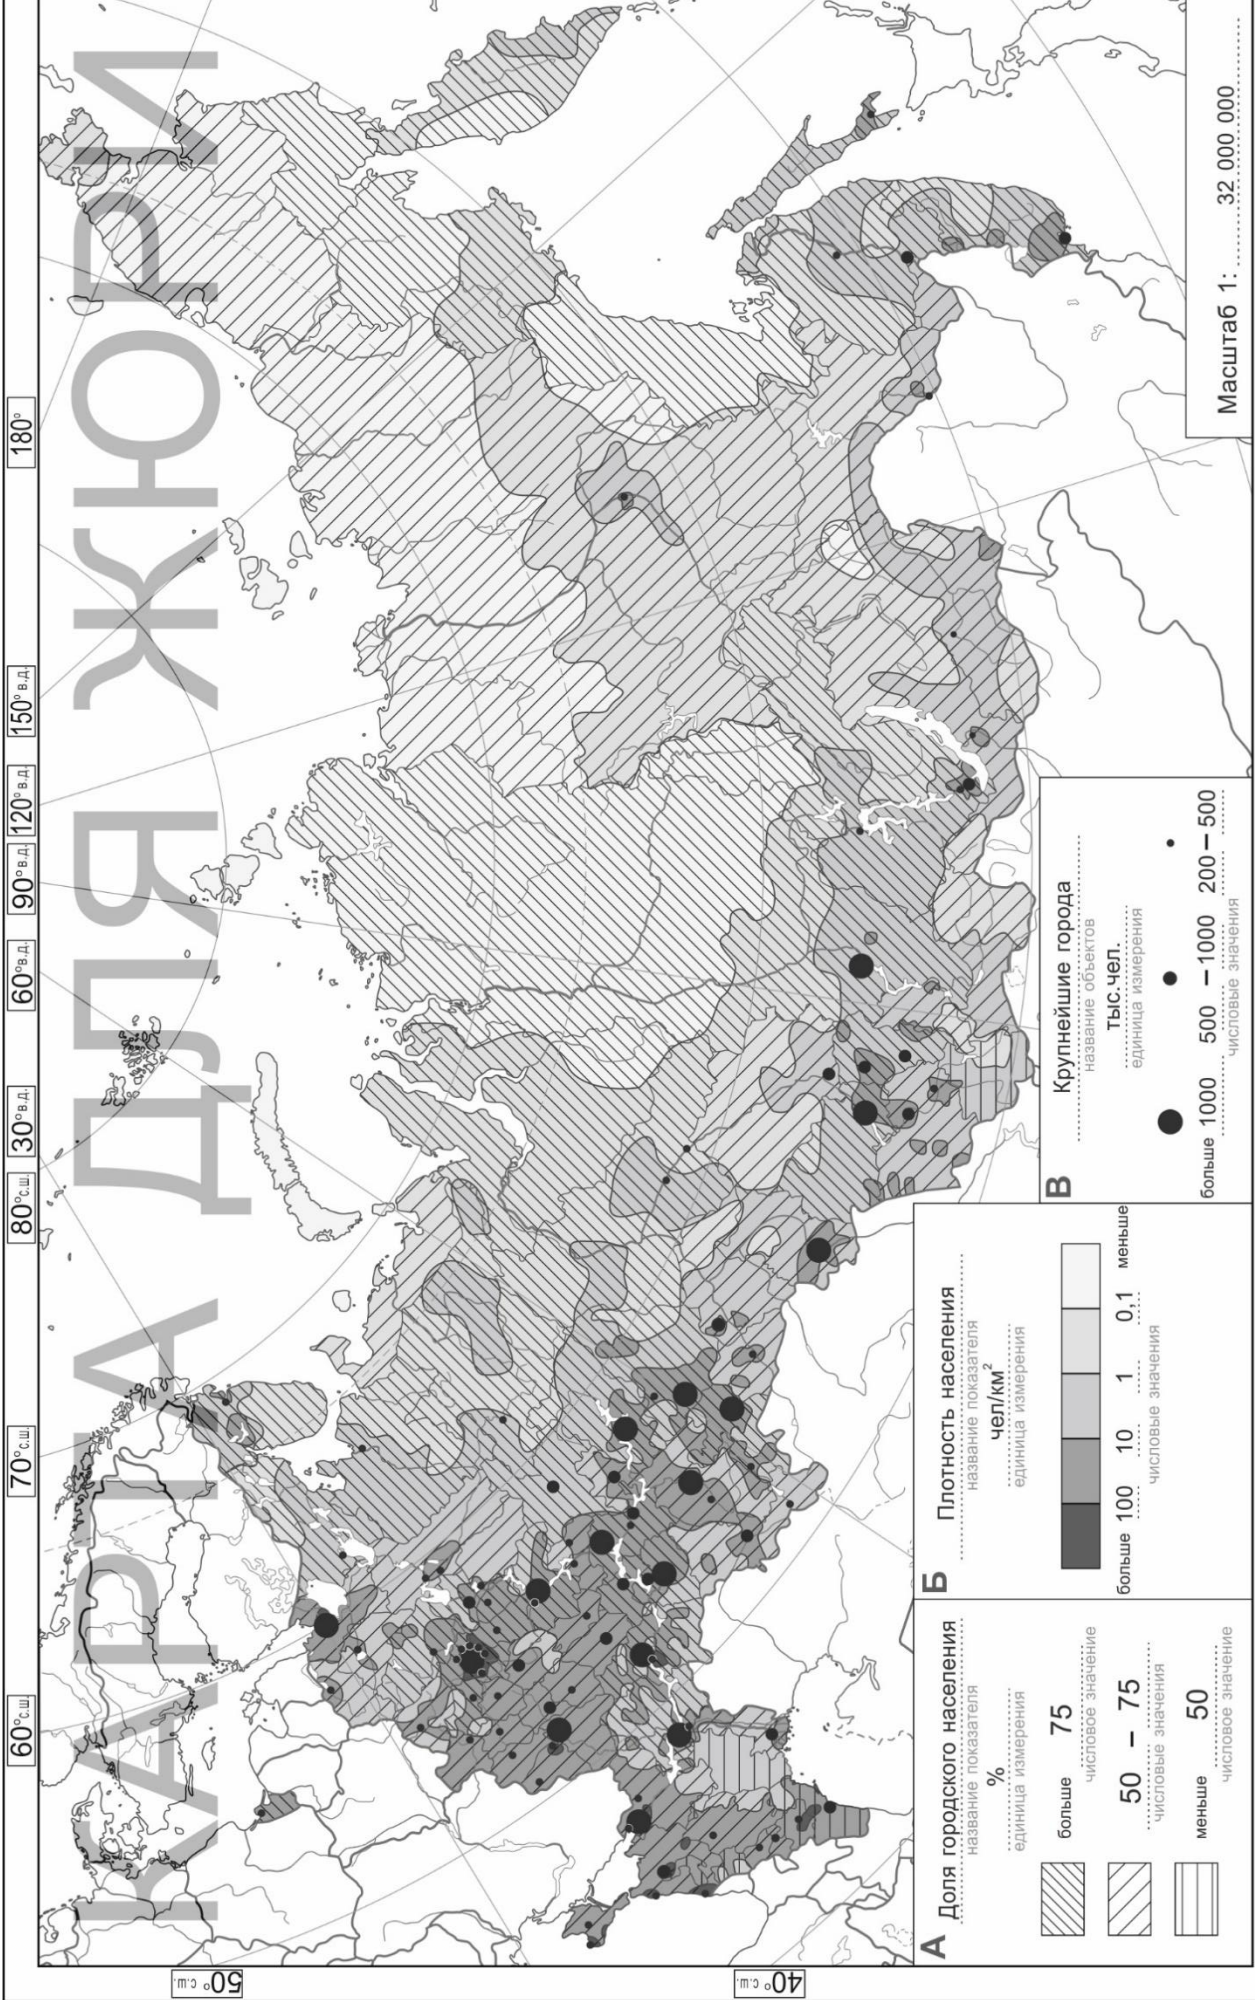 КАРТА ДЛЯ ЖЮРИ
60°с.ш.
70°с.ш.
80°с.ш.
30°в.д.
60°в.д.
90°в.д.
120°в.д.
150°в.д.
180°
50° с.ш.
40° с.ш.
А
Доля городского населения
название показателя
%
единица измерения
больше 75
числовое значение
50 – 75
числовые значения
меньше 50
числовое значение
Б
Плотность населения
название показателя
чел/км²
единица измерения
больше 100 10 1 0,1 меньше
числовые значения
В
Крупнейшие города
название объектов
тыс.чел.
единица измерения
больше 1000 500 – 1000 200 – 500
числовые значения
Масштаб 1: 32 000 000